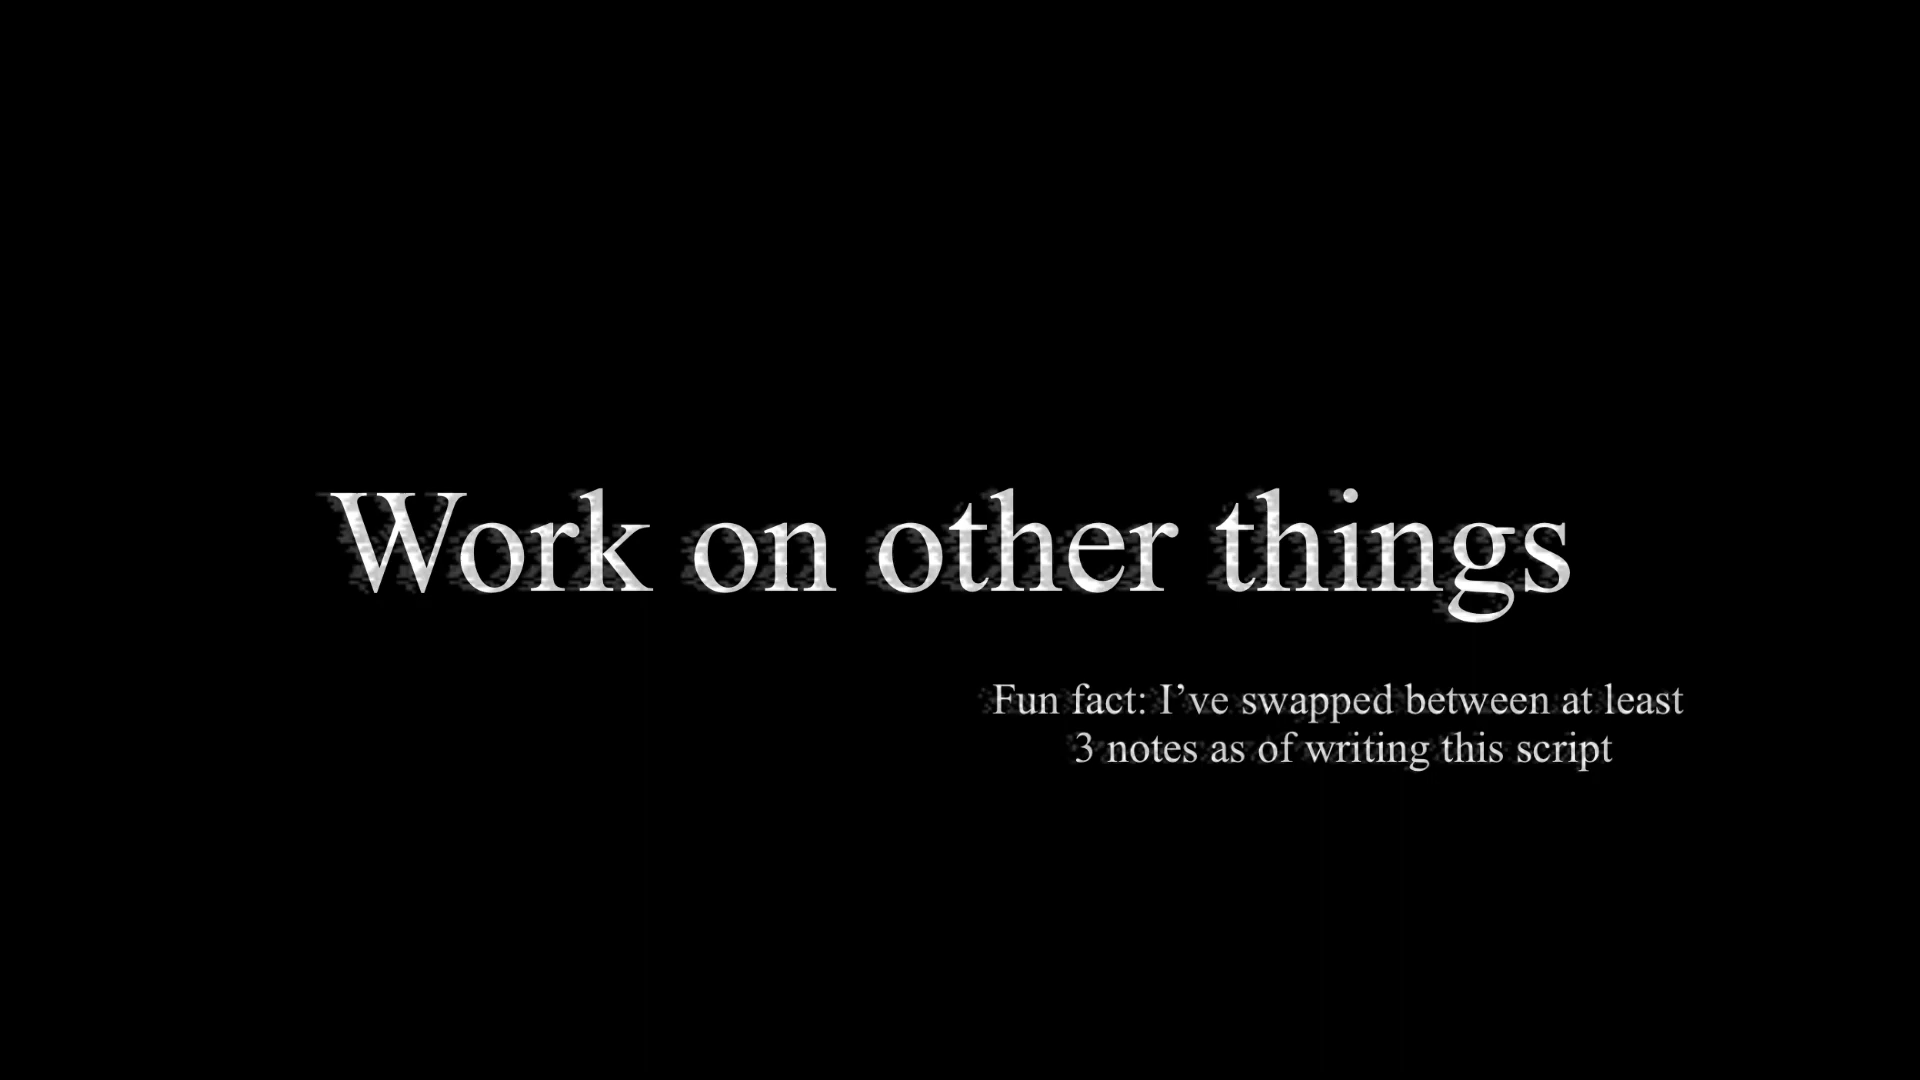 Work on other things
Fun fact: I’ve swapped between at least
3 notes as of writing this script